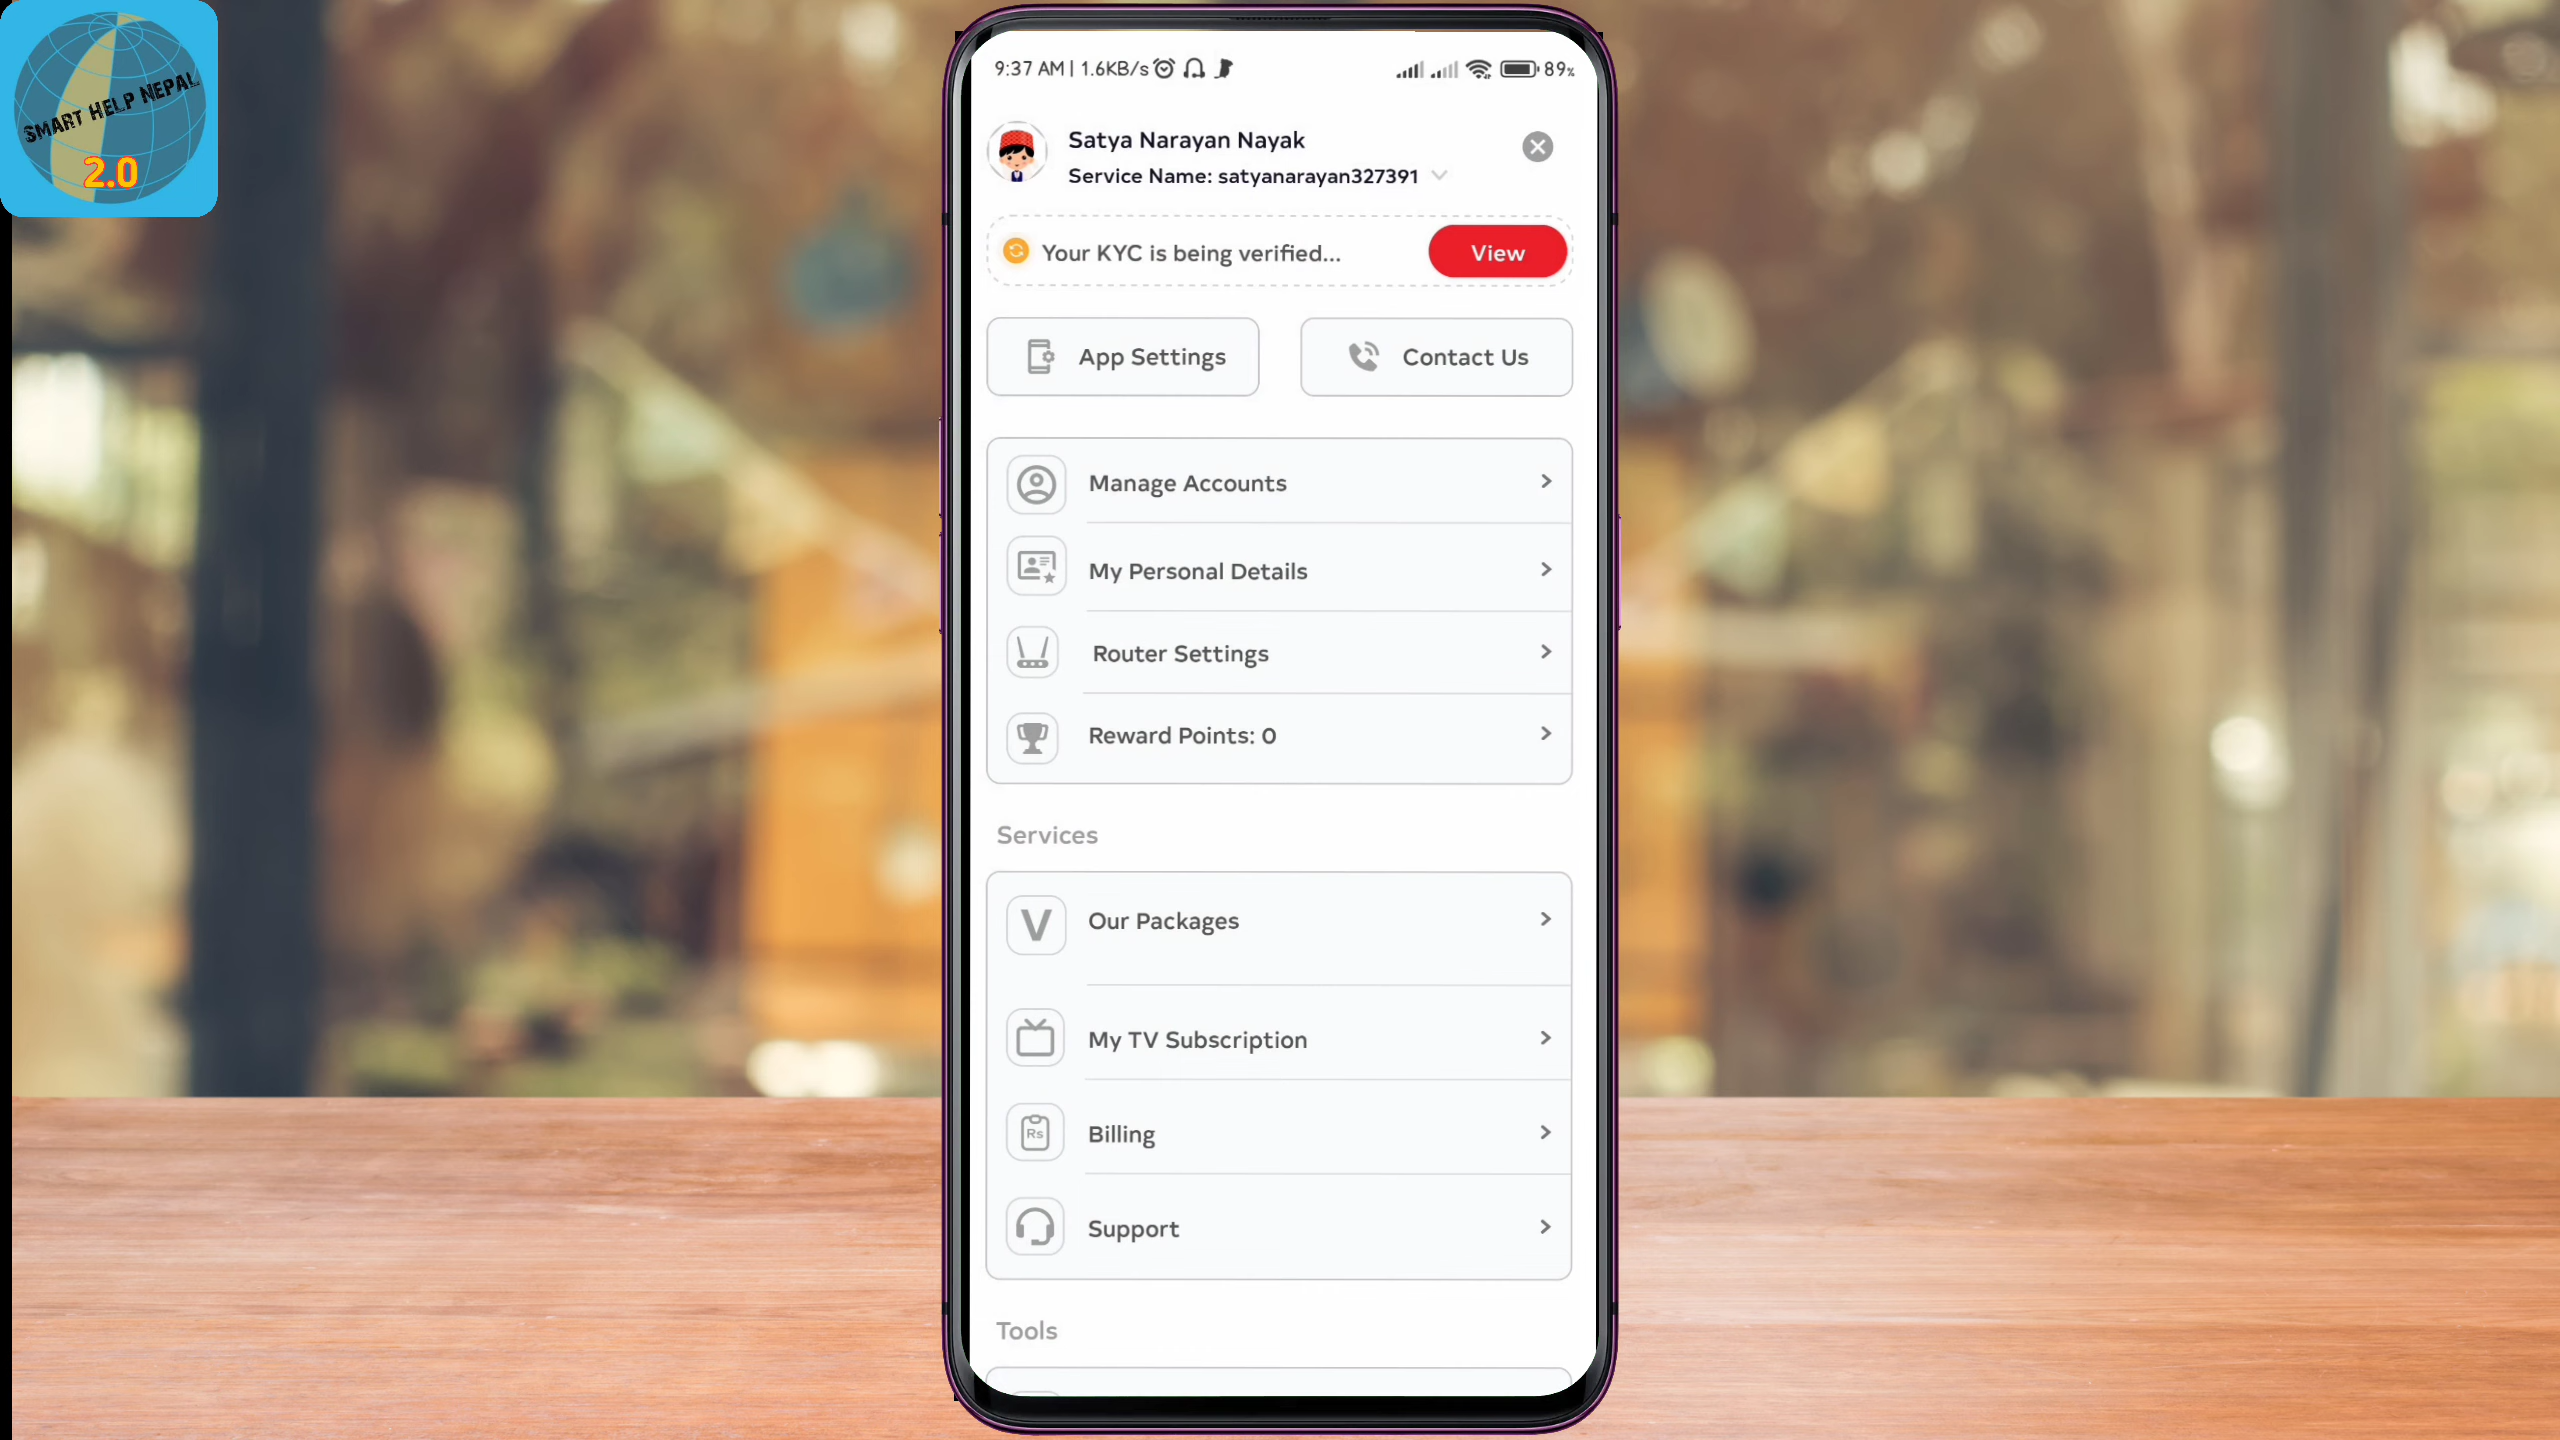 SMART HELP NEPAL
2.0
9:37 AM | 1.6KB/s
89%
Satya Narayan Nayak
Service Name: satyanarayan327391
Your KYC is being verified...
View
App Settings
Contact Us
Manage Accounts
My Personal Details
Router Settings
Reward Points: 0
Services
V
Our Packages
My TV Subscription
Rs
Billing
Support
Tools